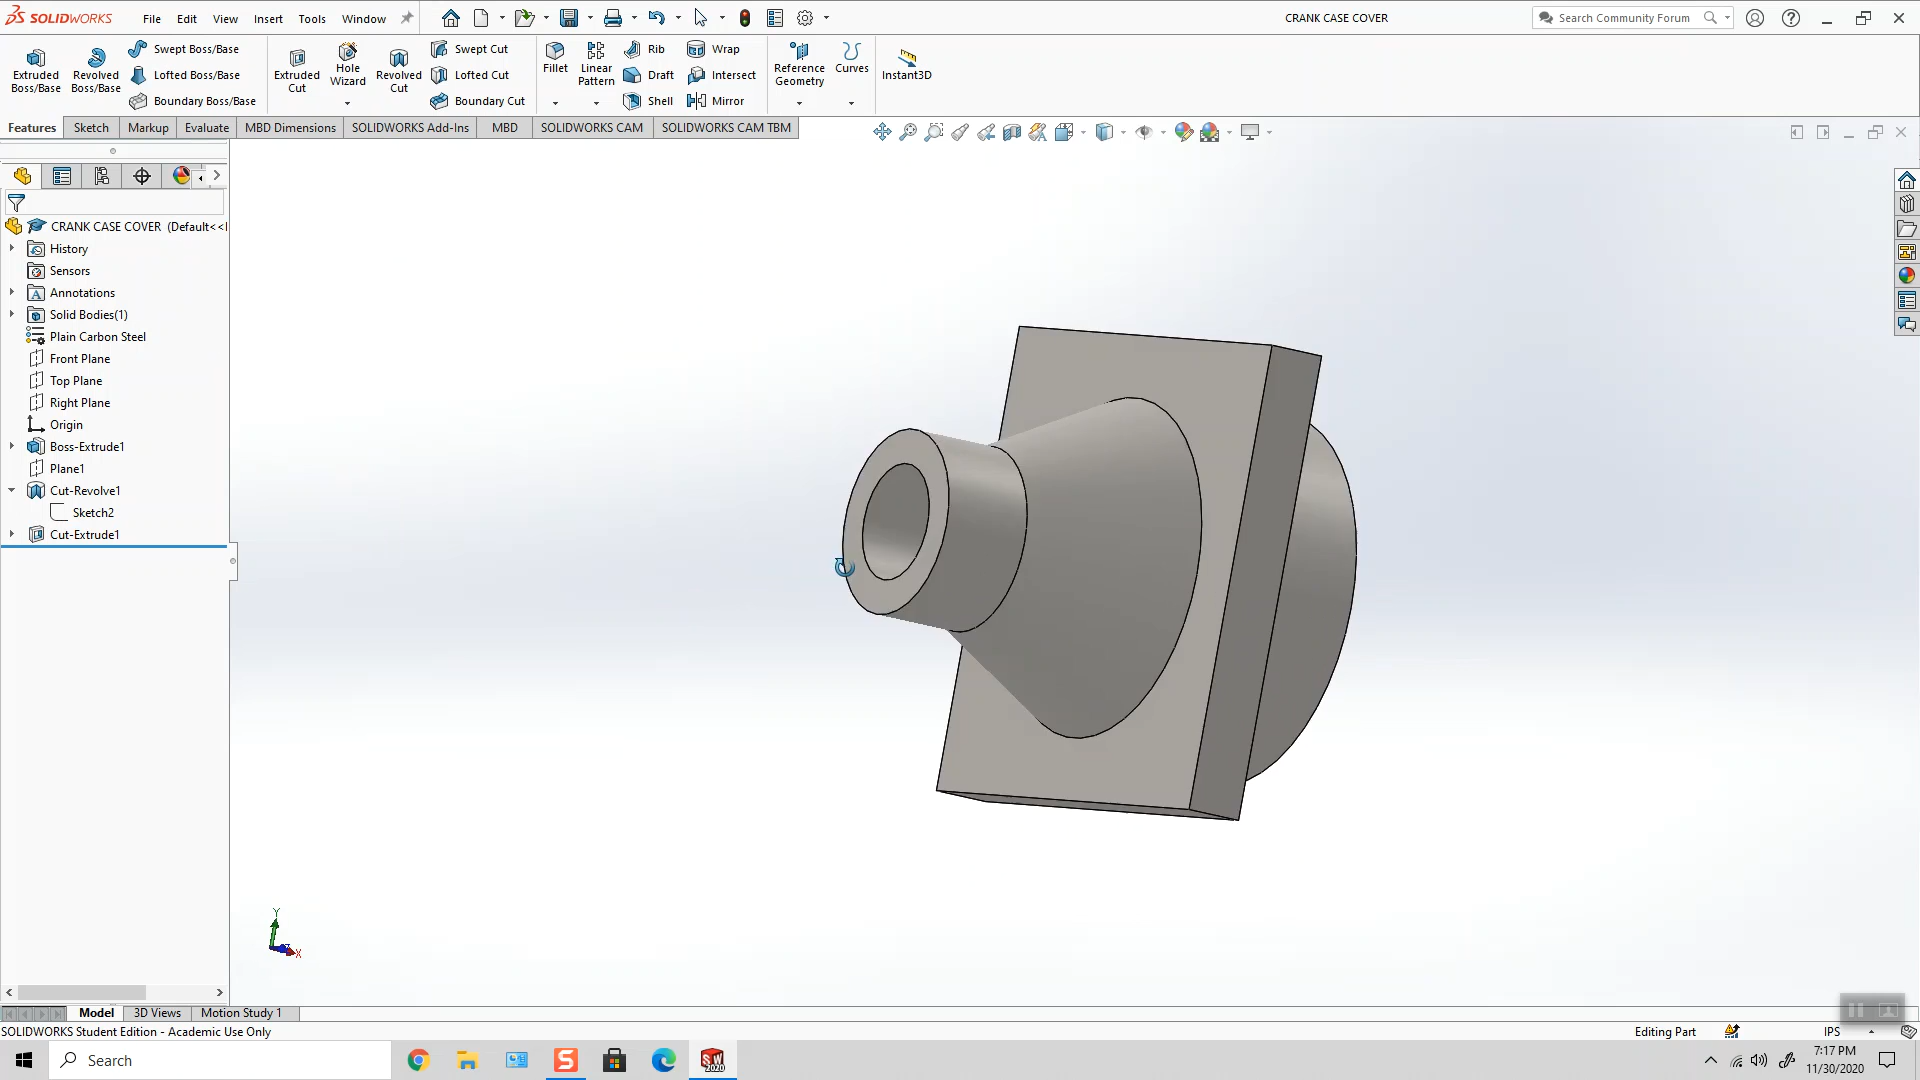 SOLIDWORKS File Edit View Insert Tools Window CRANK CASE COVER Search Community Forum
Extruded Boss/Base
Revolved Boss/Base
Swept Boss/Base
Lofted Boss/Base
Boundary Boss/Base
Extruded Cut
Hole Wizard
Revolved Cut
Swept Cut
Lofted Cut
Boundary Cut
Fillet
Linear Pattern
Rib
Draft
Shell
Wrap
Intersect
Mirror
Reference Geometry
Curves
Instant3D
Features Sketch Markup Evaluate MBD Dimensions SOLIDWORKS Add-Ins MBD SOLIDWORKS CAM SOLIDWORKS CAM TBM
CRANK CASE COVER (Default<<
History
Sensors
Annotations
Solid Bodies(1)
Plain Carbon Steel
Front Plane
Top Plane
Right Plane
Origin
Boss-Extrude1
Plane1
Cut-Revolve1
Sketch2
Cut-Extrude1
Y
X
Model 3D Views Motion Study 1
SOLIDWORKS Student Edition - Academic Use Only Editing Part IPS
Search
SW
2020
7:17 PM
11/30/2020